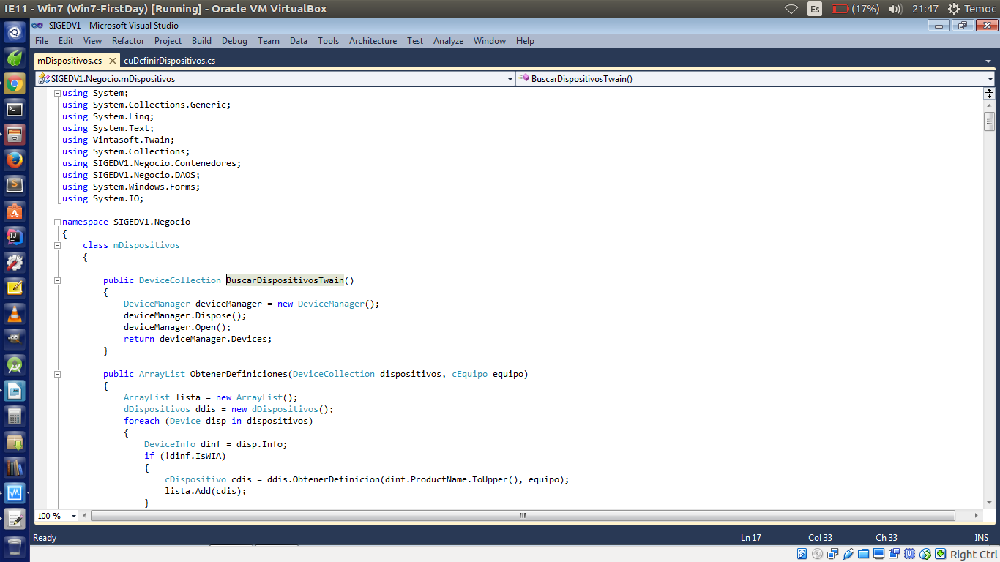 IE11 - Win7 (Win7-FirstDay) [Running] - Oracle VM VirtualBox
Es (17%) 21:47 Temoc
SIGEDV1 - Microsoft Visual Studio
File Edit View Refactor Project Build Debug Team Data Tools Architecture Test Analyze Window Help
mDispositivos.cs cuDefinirDispositivos.cs
SIGEDV1.Negocio.mDispositivos BuscarDispositivosTwain()
using System;
using System.Collections.Generic;
using System.Linq;
using System.Text;
using Vintasoft.Twain;
using System.Collections;
using SIGEDV1.Negocio.Contenedores;
using SIGEDV1.Negocio.DAOS;
using System.Windows.Forms;
using System.IO;
namespace SIGEDV1.Negocio
{
class mDispositivos
{
public DeviceCollection BuscarDispositivosTwain()
{
DeviceManager deviceManager = new DeviceManager();
deviceManager.Dispose();
deviceManager.Open();
return deviceManager.Devices;
}
public ArrayList ObtenerDefiniciones(DeviceCollection dispositivos, cEquipo equipo)
{
ArrayList lista = new ArrayList();
dDispositivos ddis = new dDispositivos();
foreach (Device disp in dispositivos)
{
DeviceInfo dinf = disp.Info;
if (!dinf.IsWIA)
{
cDispositivo cdis = ddis.ObtenerDefinicion(dinf.ProductName.ToUpper(), equipo);
lista.Add(cdis);
}
100 %
Ready Ln 17 Col 33 Ch 33 INS
Right Ctrl